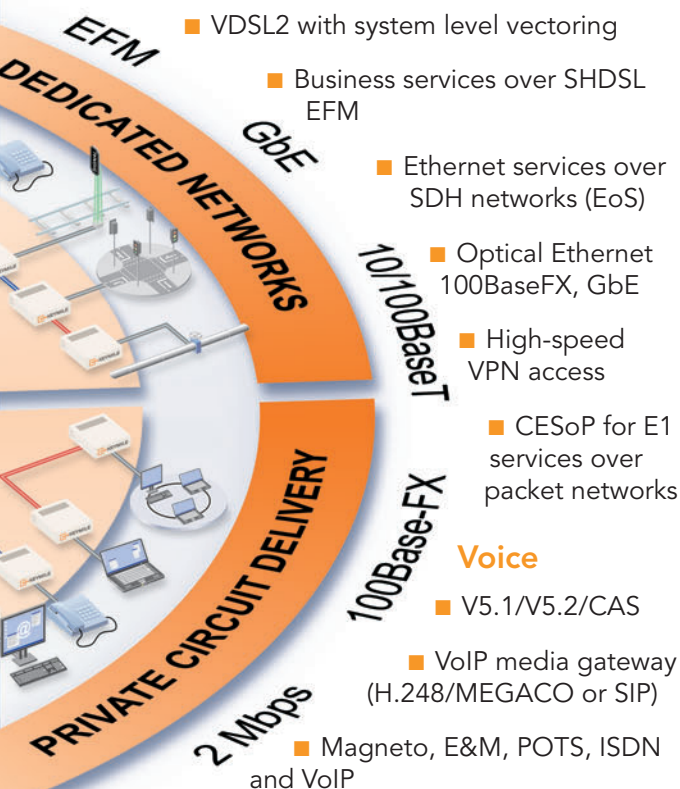 EFM
■ VDSL2 with system level vectoring
DEDICATED NETWORKS
■ Business services over SHDSL
EFM
GbE
■ Ethernet services over
SDH networks (EoS)
■ Optical Ethernet
100BaseFX, GbE
10/100BaseT
■ High-speed
VPN access
■ CESoP for E1
services over
packet networks
PRIVATE CIRCUIT DELIVERY
100Base-FX
Voice
■ V5.1/V5.2/CAS
■ VoIP media gateway
(H.248/MEGACO or SIP)
2 Mbps
■ Magneto, E&M, POTS, ISDN
and VoIP